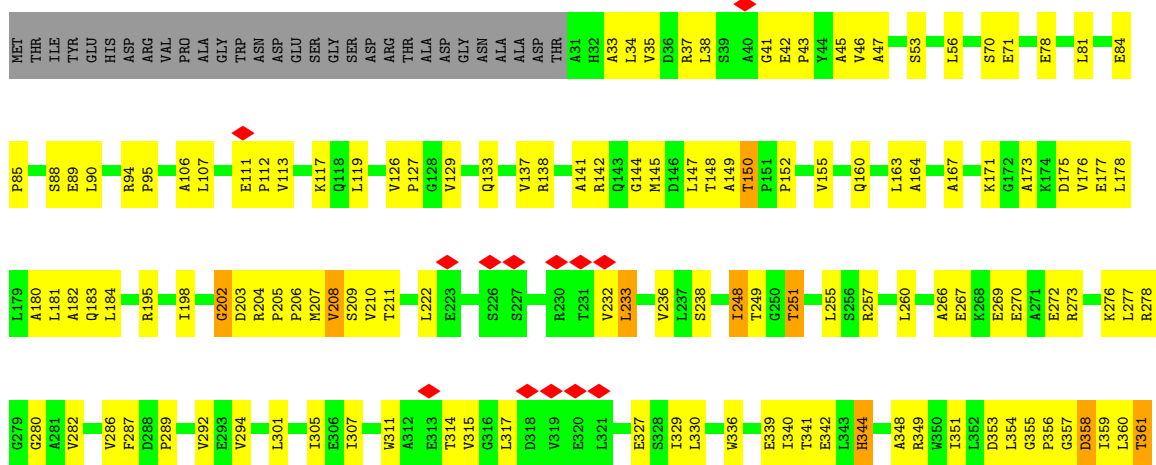 MET THR ILE TYR GLU HIS ASP ARG VAL PRO ALA GLY TRP ASN ASP GLU SER GLY SER ASP ARG THR ALA ASP GLY ASN ALA ALA ASP THR A31 H32 A33 L34 V35 D36 R37 L38 S39 A40 G41 E42 P43 Y44 A45 V46 A47 S53 L56 S70 E71 E78 L81 E84
P85 S88 E89 L90 R94 P95 A106 L107 E111 P112 V113 K117 Q118 L119 V126 P127 G128 V129 Q133 V137 R138 A141 R142 Q143 G144 M145 D146 L147 T148 A149 T150 P151 P152 V155 Q160 L163 A164 A167 K171 G172 A173 K174 D175 V176 E177 L178
L179 A180 L181 A182 Q183 L184 R195 I198 G202 D203 R204 P205 P206 M207 V208 S209 V210 T211 L222 E223 S226 S227 R230 T231 V232 L233 V236 L237 S238 I248 T249 G250 T251 L255 S256 R257 L260 A266 E267 K268 E269 E270 A271 E272 R273 K276 L277 R278
G279 G280 A281 V282 V286 F287 D288 P289 V292 E293 V294 L301 I305 E306 I307 W311 A312 E313 T314 V315 G316 L317 D318 V319 E320 L321 E327 S328 I329 L330 W336 E339 I340 T341 E342 L343 H344 A348 R349 W350 I351 L352 D353 L354 G355 P356 G357 D358 I359 L360 T361